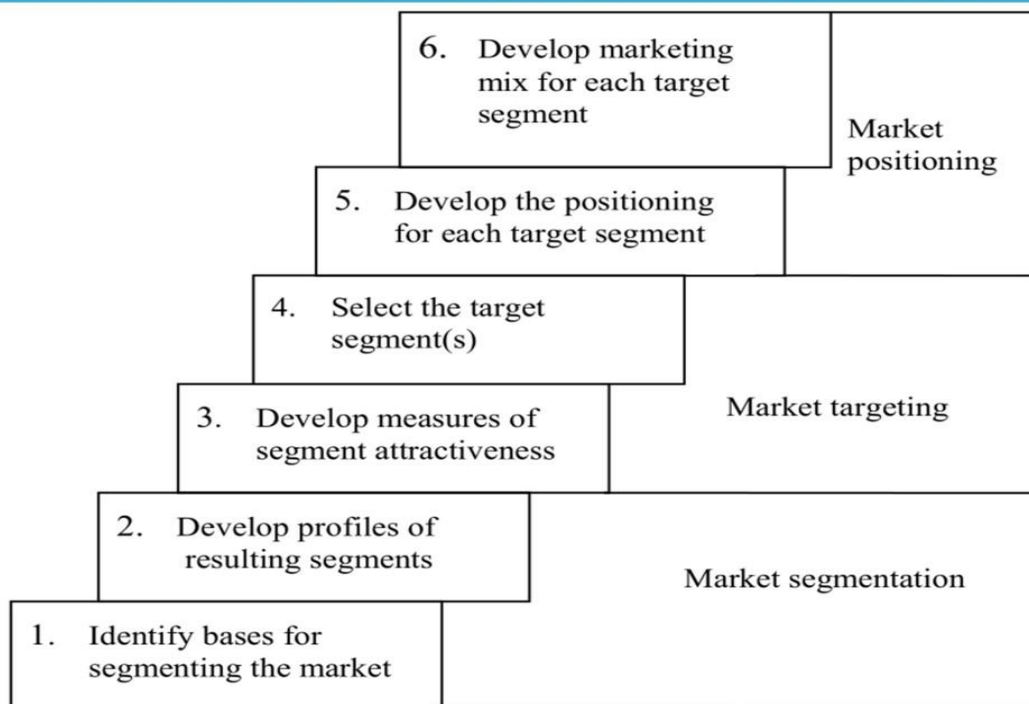 6. Develop marketing
mix for each target
segment
Market
positioning
5. Develop the positioning
for each target segment
4. Select the target
segment(s)
Market targeting
3. Develop measures of
segment attractiveness
2. Develop profiles of
resulting segments
Market segmentation
1. Identify bases for
segmenting the market